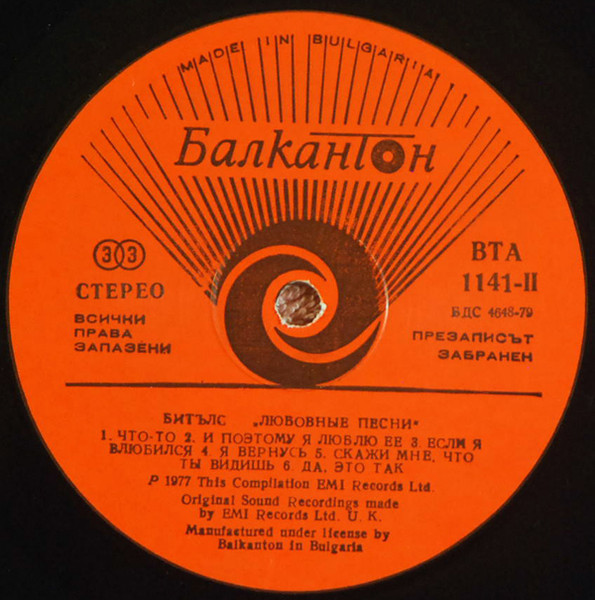 MADE IN BULGARIA
Балкантон
33
СТЕРЕО
ВСИЧКИ
ПРАВА
ЗАПАЗЕНИ
ВТА
1141-II
БДС 4648-79
ПРЕЗАПИСЪТ
ЗАБРАНЕН
БИТЪЛС „ЛЮБОВНЫЕ ПЕСНИ"
1. ЧТО-ТО 2. И ПОЭТОМУ Я ЛЮБЛЮ ЕЕ 3. ЕСЛИ Я
ВЛЮБИЛСЯ 4. Я ВЕРНУСЬ 5. СКАЖИ МНЕ, ЧТО
ТЫ ВИДИШЬ 6. ДА, ЭТО ТАК
P 1977 This Compilation EMI Records Ltd.
Original Sound Recordings made
by EMI Records Ltd. U. K.
Manufactured under license by
Balkanton in Bulgaria